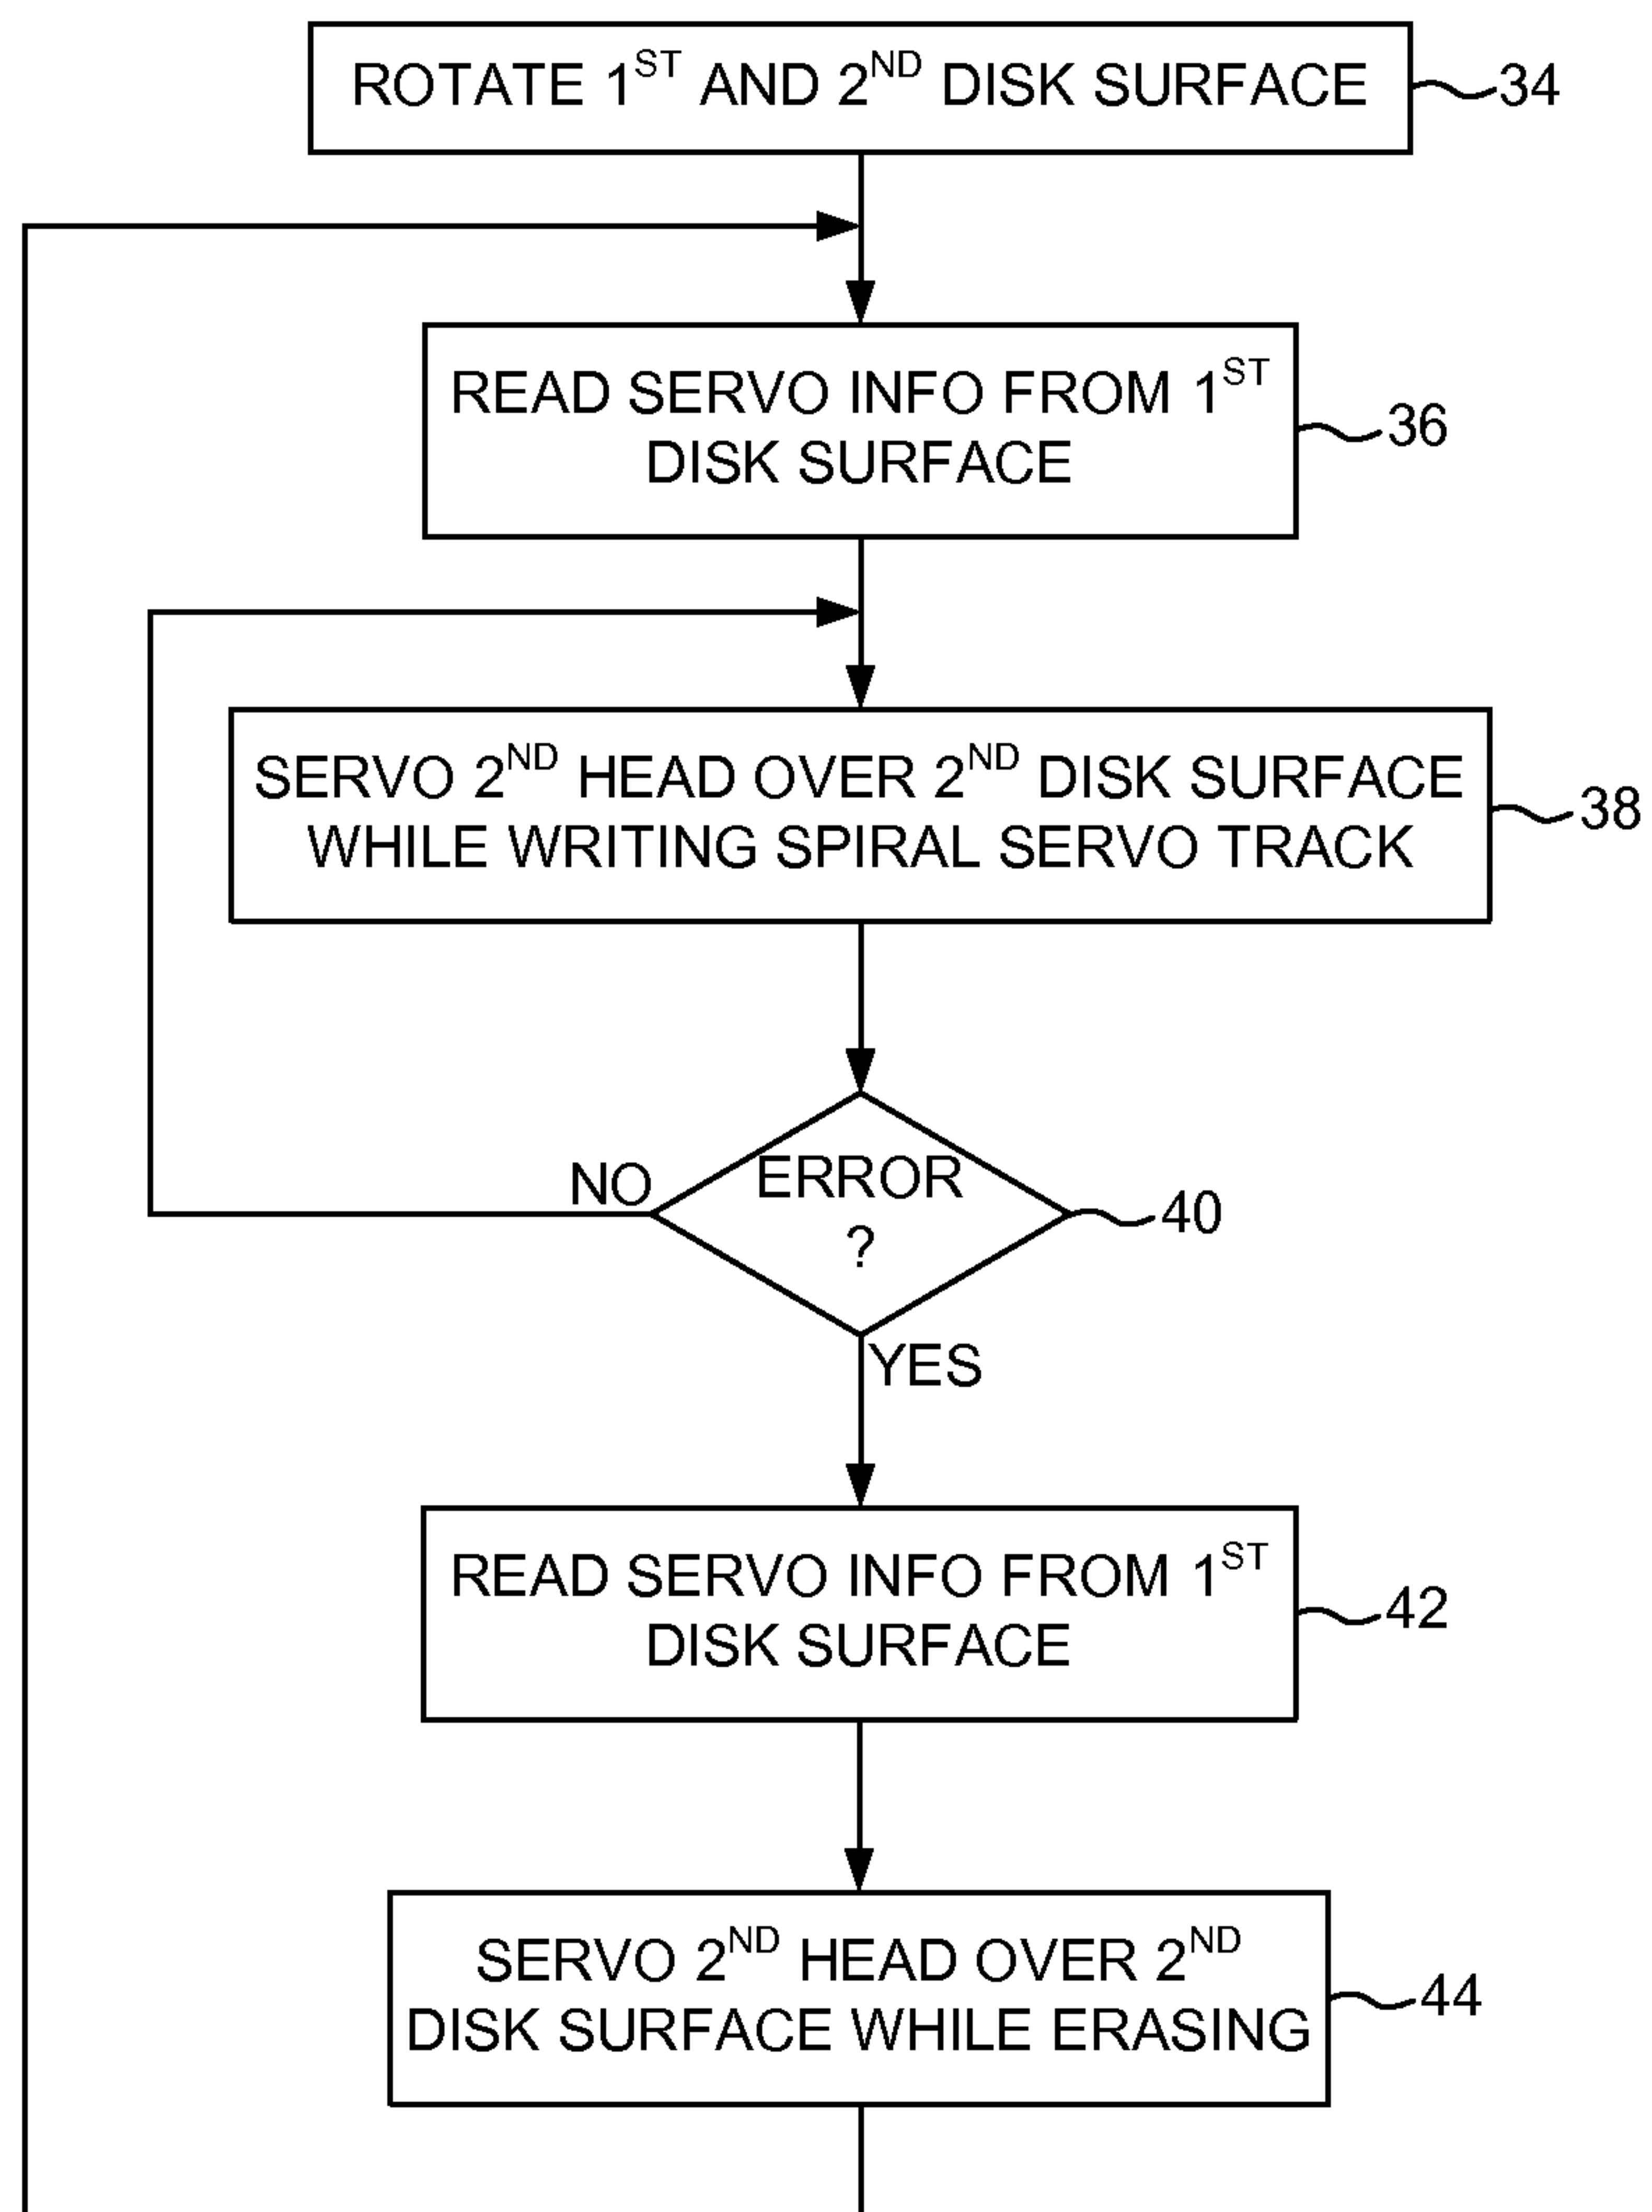 ROTATE 1ST AND 2ND DISK SURFACE
34
READ SERVO INFO FROM 1ST
DISK SURFACE
36
SERVO 2ND HEAD OVER 2ND DISK SURFACE
WHILE WRITING SPIRAL SERVO TRACK
38
NO
ERROR
?
40
YES
READ SERVO INFO FROM 1ST
DISK SURFACE
42
SERVO 2ND HEAD OVER 2ND
DISK SURFACE WHILE ERASING
44